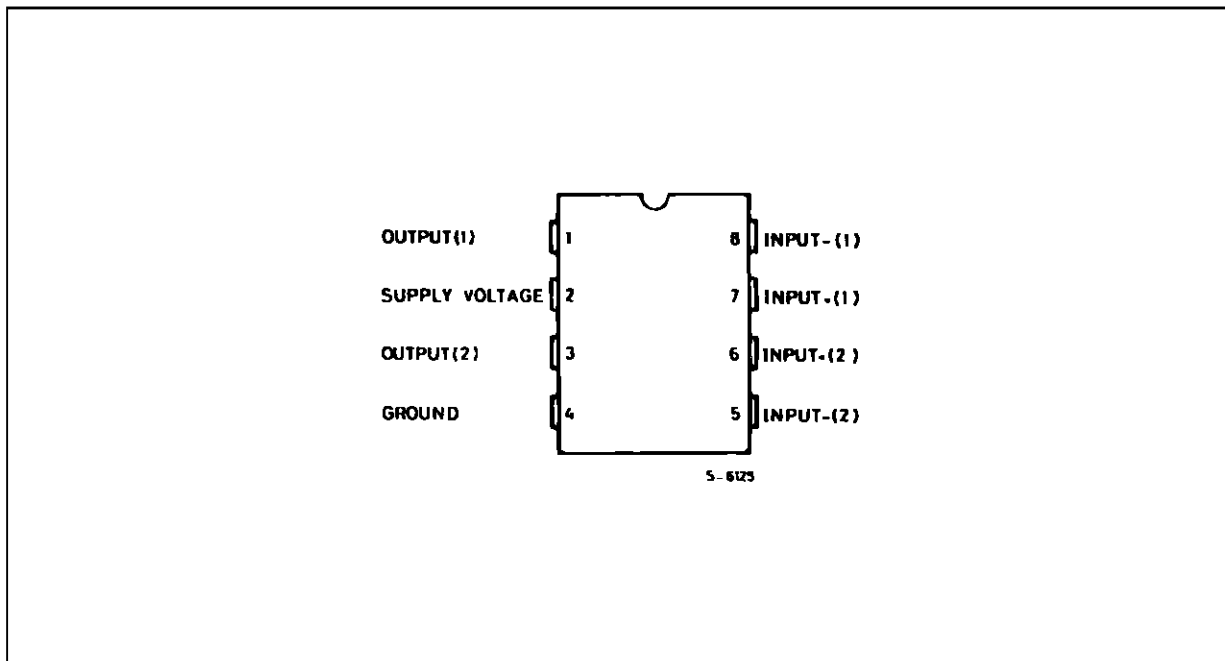 OUTPUT(1) 1 8 INPUT-(1)
SUPPLY VOLTAGE 2 7 INPUT+(1)
OUTPUT(2) 3 6 INPUT+(2)
GROUND 4 5 INPUT-(2)
S-6125